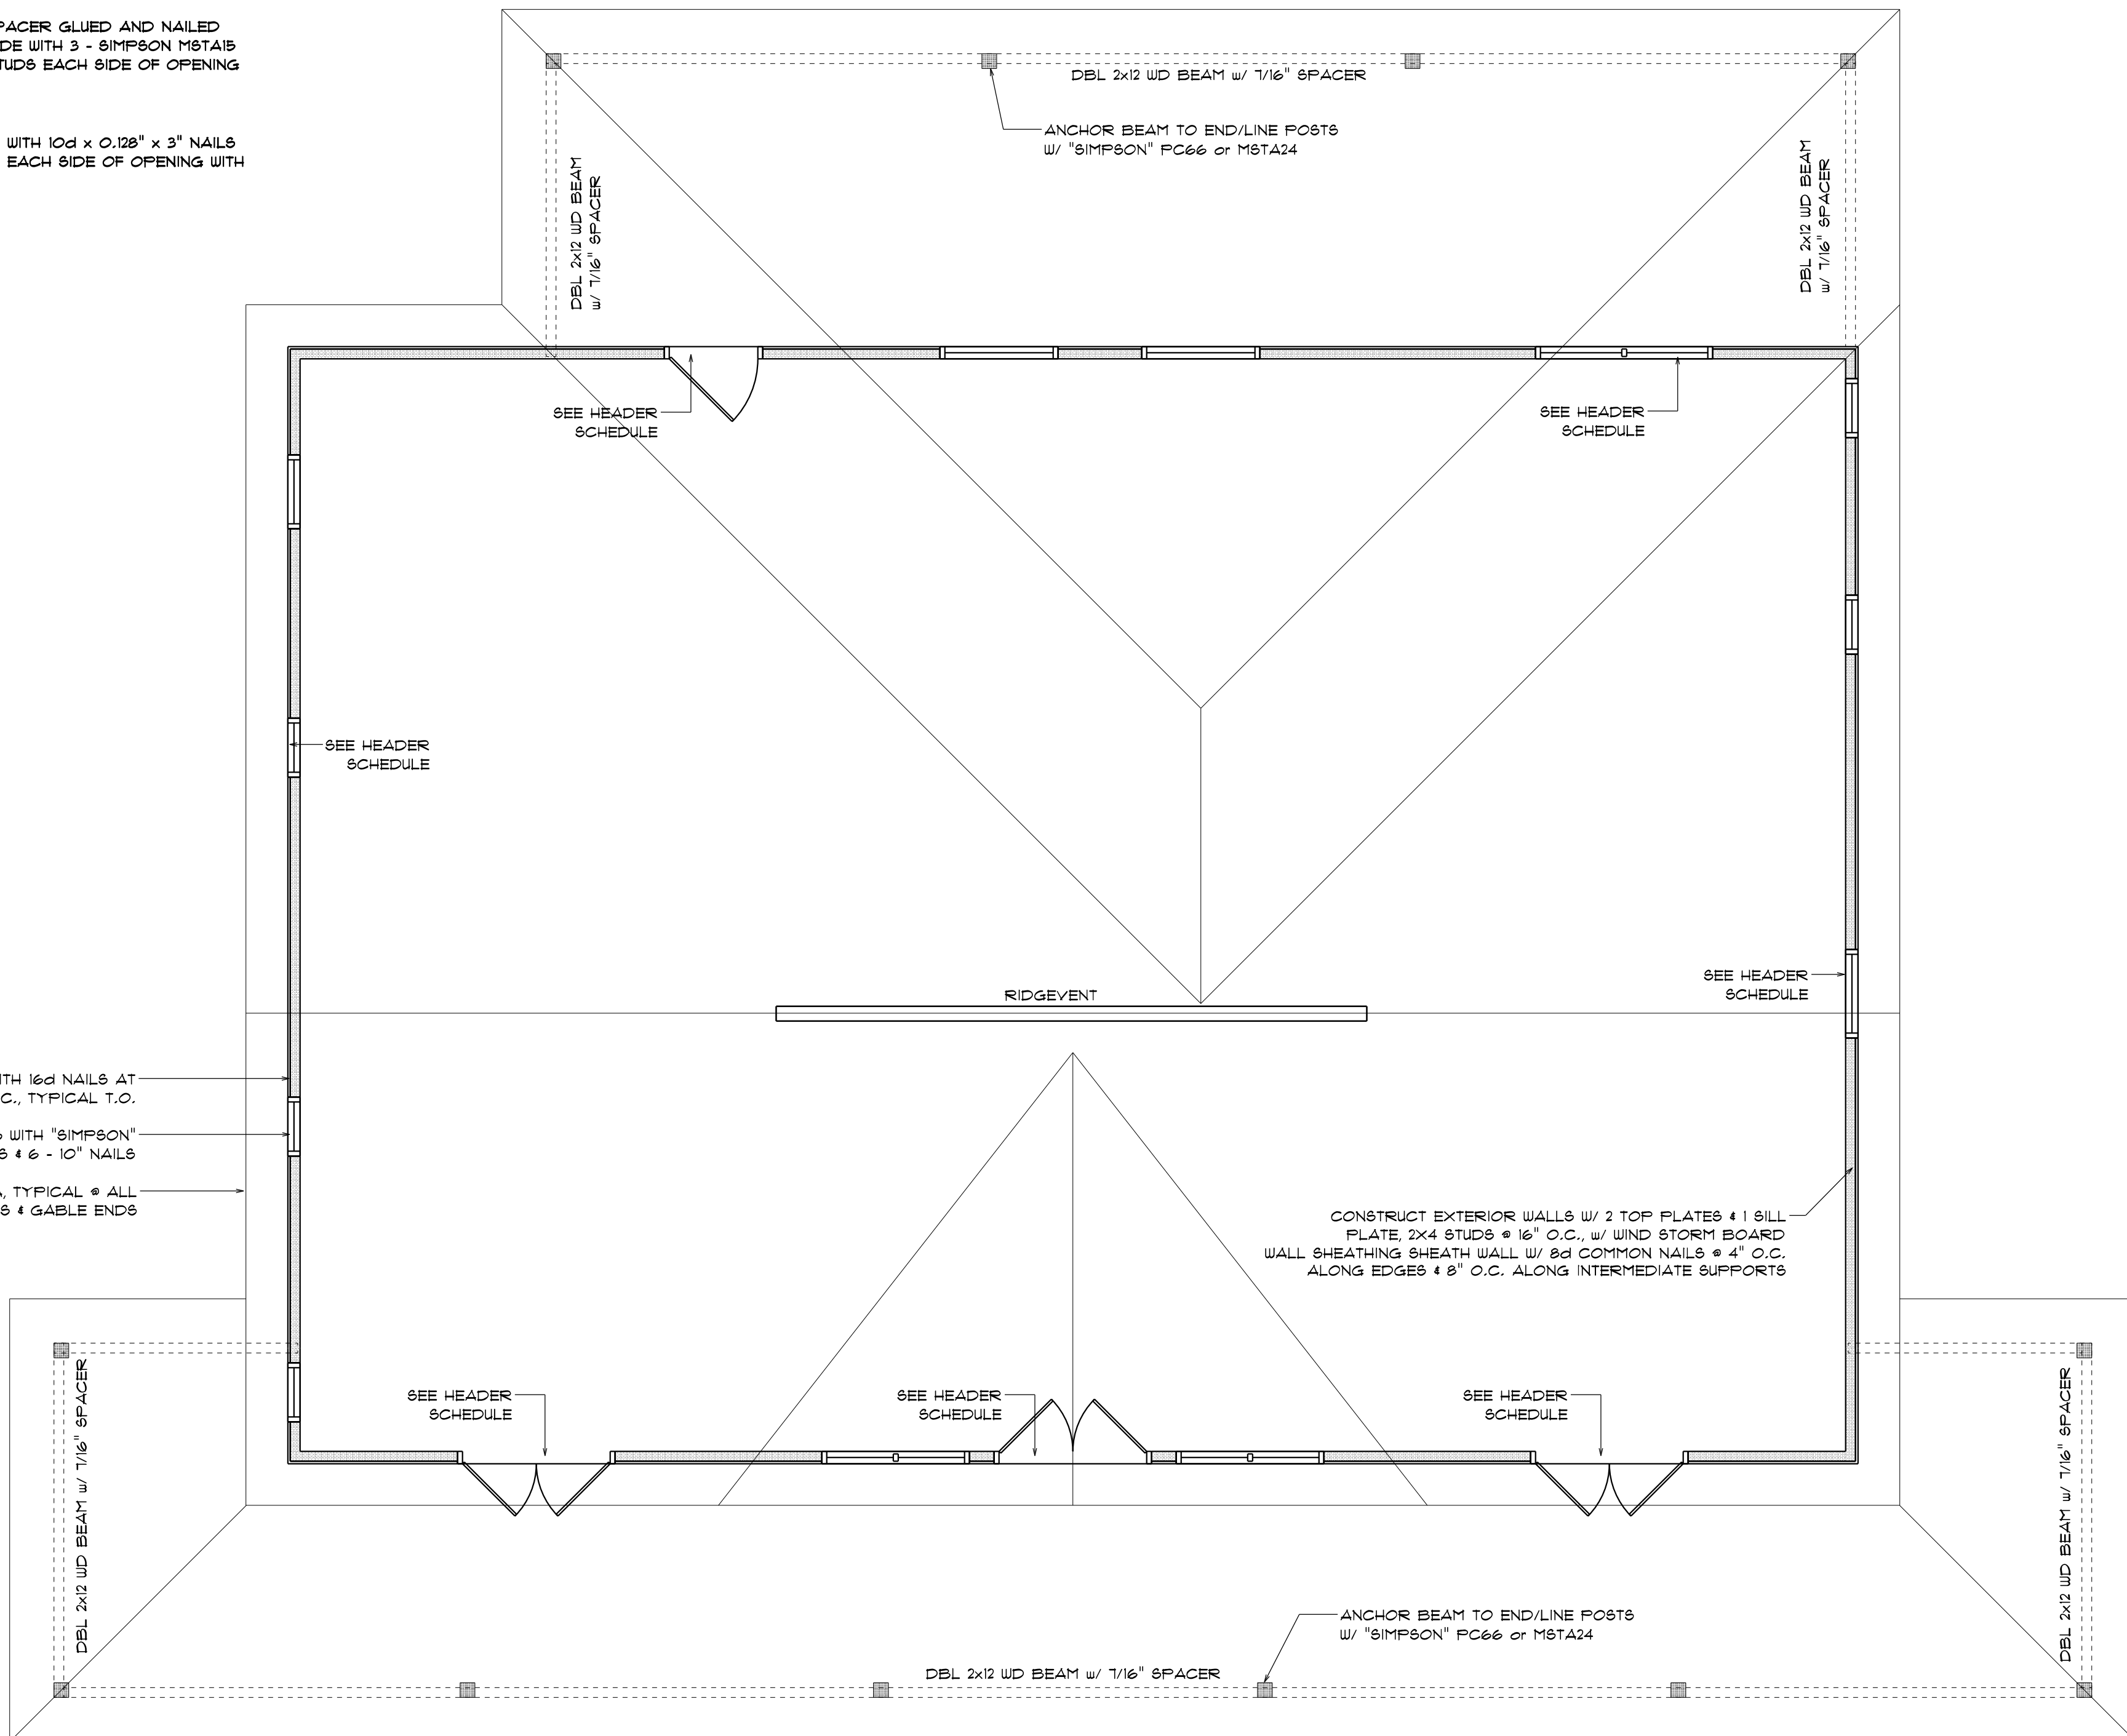 PACER GLUED AND NAILED
DE WITH 3 - SIMPSON MSTA15
TUDS EACH SIDE OF OPENING
WITH 10d x 0.128" x 3" NAILS
EACH SIDE OF OPENING WITH
DBL 2x12 WD BEAM w/ 7/16" SPACER
ANCHOR BEAM TO END/LINE POSTS
W/ "SIMPSON" PC66 or MSTA24
DBL 2x12 WD BEAM
w/ 7/16" SPACER
DBL 2x12 WD BEAM
w/ 7/16" SPACER
SEE HEADER
SCHEDULE
SEE HEADER
SCHEDULE
SEE HEADER
SCHEDULE
SEE HEADER
SCHEDULE
RIDGEVENT
ITH 16d NAILS AT
C., TYPICAL T.O.
S WITH "SIMPSON"
S & 6 - 10" NAILS
, TYPICAL @ ALL
S & GABLE ENDS
CONSTRUCT EXTERIOR WALLS W/ 2 TOP PLATES & 1 SILL
PLATE, 2X4 STUDS @ 16" O.C., w/ WIND STORM BOARD
WALL SHEATHING SHEATH WALL W/ 8d COMMON NAILS @ 4" O.C.
ALONG EDGES & 8" O.C. ALONG INTERMEDIATE SUPPORTS
DBL 2x12 WD BEAM w/ 7/16" SPACER
SEE HEADER
SCHEDULE
SEE HEADER
SCHEDULE
SEE HEADER
SCHEDULE
DBL 2x12 WD BEAM w/ 7/16" SPACER
ANCHOR BEAM TO END/LINE POSTS
W/ "SIMPSON" PC66 or MSTA24
DBL 2x12 WD BEAM w/ 7/16" SPACER